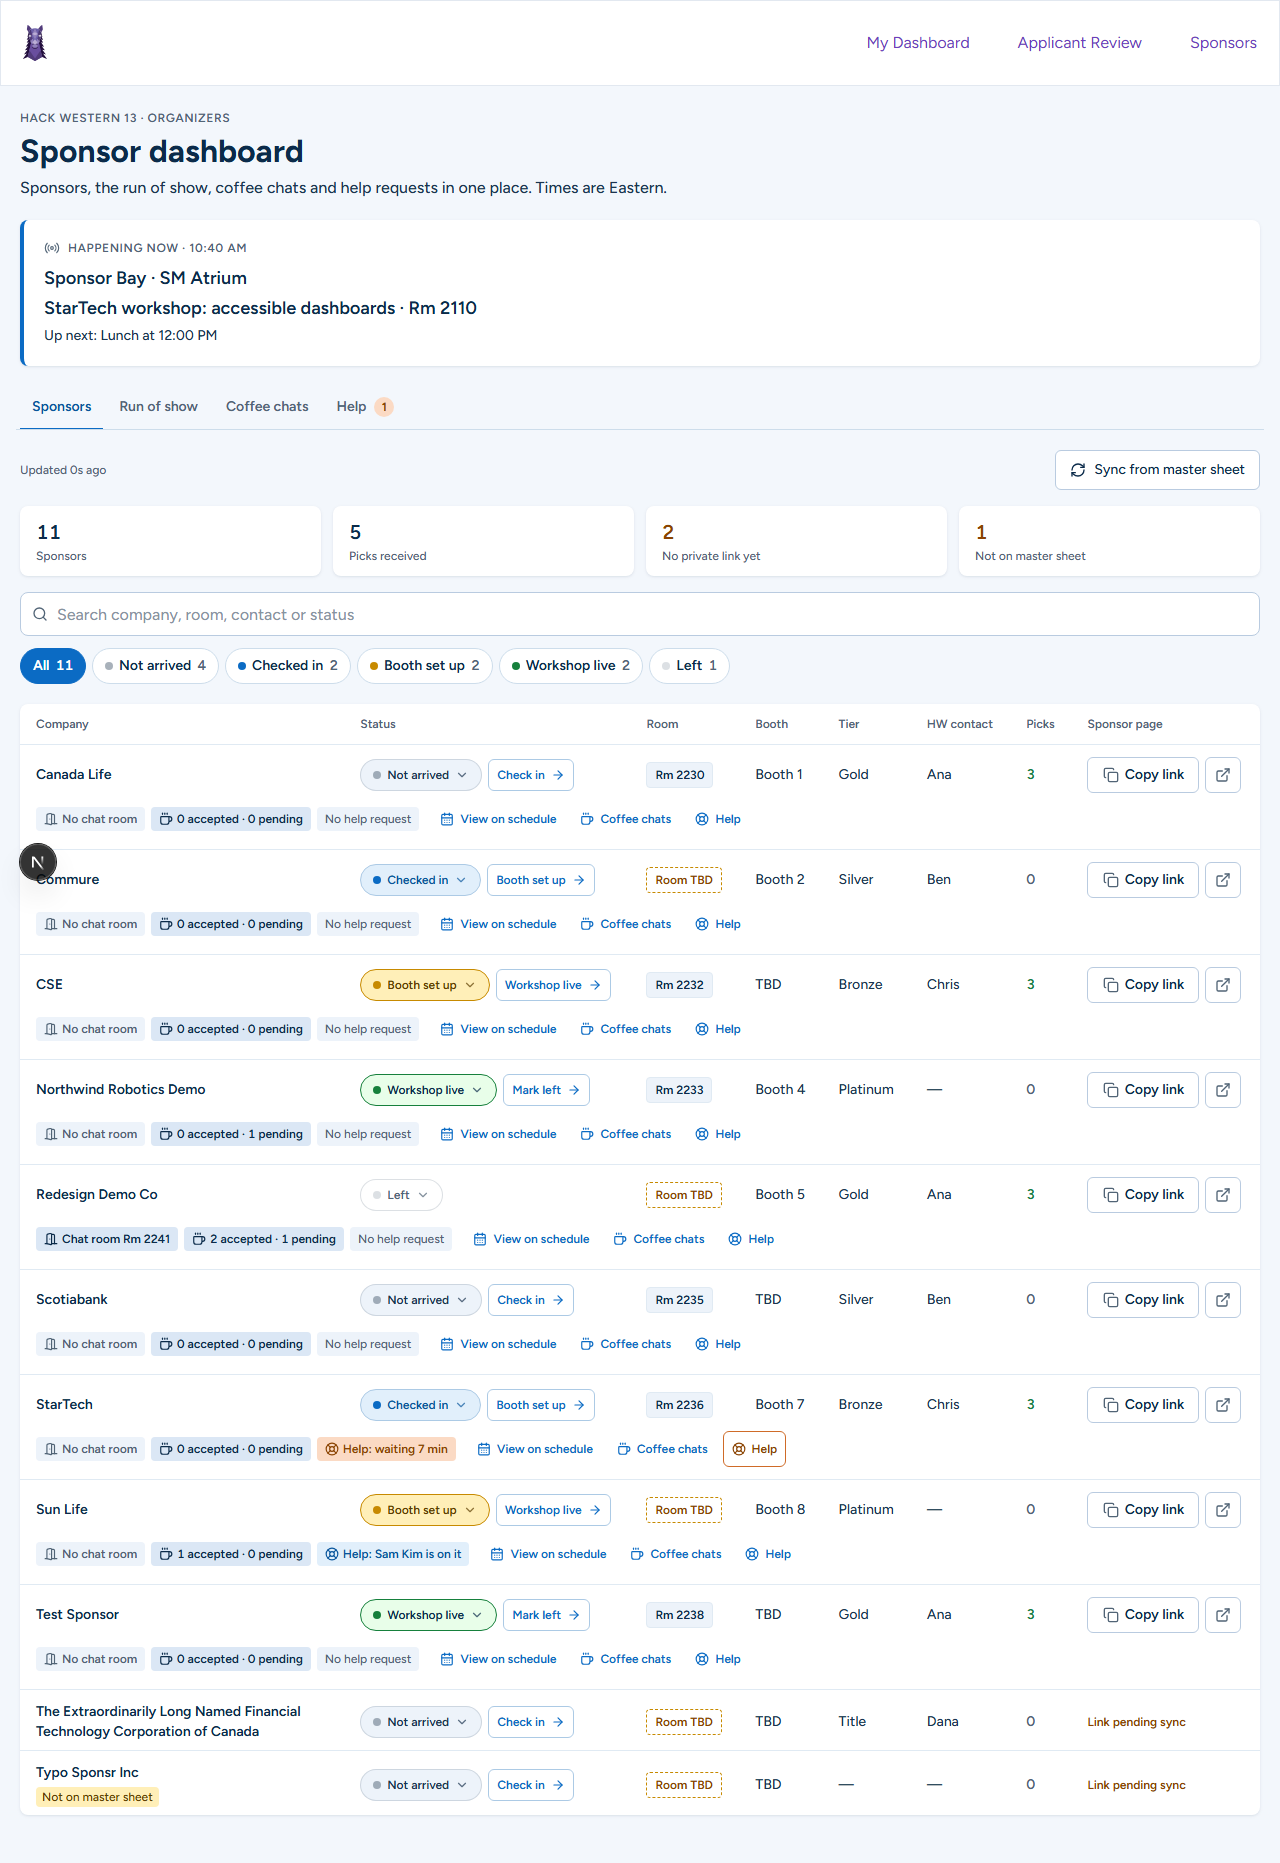 My Dashboard Applicant Review Sponsors
HACK WESTERN 13 · ORGANIZERS
Sponsor dashboard
Sponsors, the run of show, coffee chats and help requests in one place. Times are Eastern.
HAPPENING NOW · 10:40 AM
Sponsor Bay · SM Atrium
StarTech workshop: accessible dashboards · Rm 2110
Up next: Lunch at 12:00 PM
Sponsors Run of show Coffee chats Help 1
Updated 0s ago Sync from master sheet
11 5 2 1
Sponsors Picks received No private link yet Not on master sheet
Search company, room, contact or status
All 11 Not arrived 4 Checked in 2 Booth set up 2 Workshop live 2 Left 1
Company Status Room Booth Tier HW contact Picks Sponsor page
Canada Life Not arrived Check in Rm 2230 Booth 1 Gold Ana 3 Copy link
No chat room 0 accepted · 0 pending No help request View on schedule Coffee chats Help
N
Commure Checked in Booth set up Room TBD Booth 2 Silver Ben 0 Copy link
No chat room 0 accepted · 0 pending No help request View on schedule Coffee chats Help
CSE Booth set up Workshop live Rm 2232 TBD Bronze Chris 3 Copy link
No chat room 0 accepted · 0 pending No help request View on schedule Coffee chats Help
Northwind Robotics Demo Workshop live Mark left Rm 2233 Booth 4 Platinum — 0 Copy link
No chat room 0 accepted · 1 pending No help request View on schedule Coffee chats Help
Redesign Demo Co Left Room TBD Booth 5 Gold Ana 3 Copy link
Chat room Rm 2241 2 accepted · 1 pending No help request View on schedule Coffee chats Help
Scotiabank Not arrived Check in Rm 2235 TBD Silver Ben 0 Copy link
No chat room 0 accepted · 0 pending No help request View on schedule Coffee chats Help
StarTech Checked in Booth set up Rm 2236 Booth 7 Bronze Chris 3 Copy link
No chat room 0 accepted · 0 pending Help: waiting 7 min View on schedule Coffee chats Help
Sun Life Booth set up Workshop live Room TBD Booth 8 Platinum — 0 Copy link
No chat room 1 accepted · 0 pending Help: Sam Kim is on it View on schedule Coffee chats Help
Test Sponsor Workshop live Mark left Rm 2238 TBD Gold Ana 3 Copy link
No chat room 0 accepted · 0 pending No help request View on schedule Coffee chats Help
The Extraordinarily Long Named Financial
Technology Corporation of Canada Not arrived Check in Room TBD TBD Title Dana 0 Link pending sync
Typo Sponsr Inc Not arrived Check in Room TBD TBD — — 0 Link pending sync
Not on master sheet